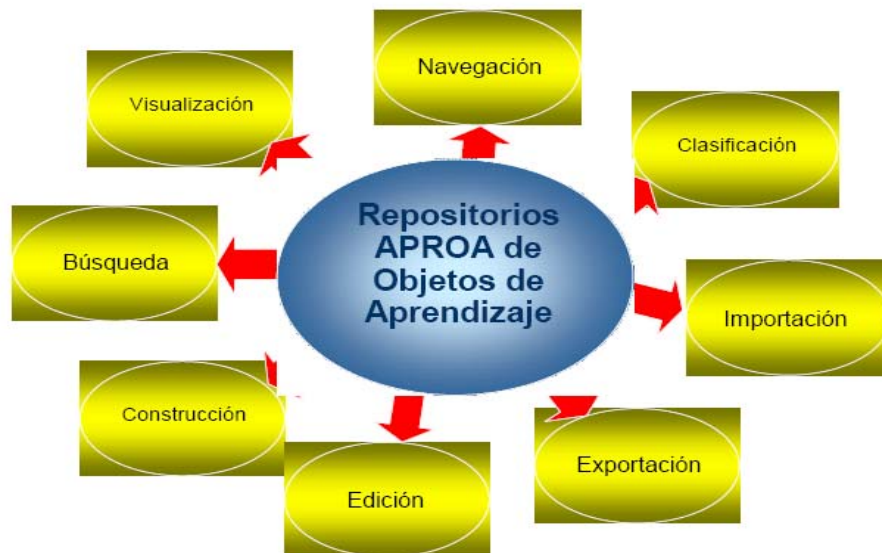 Navegación
Visualización
Clasificación
Repositorios
APROA de
Objetos de
Aprendizaje
Búsqueda
Importación
Construcción
Exportación
Edición